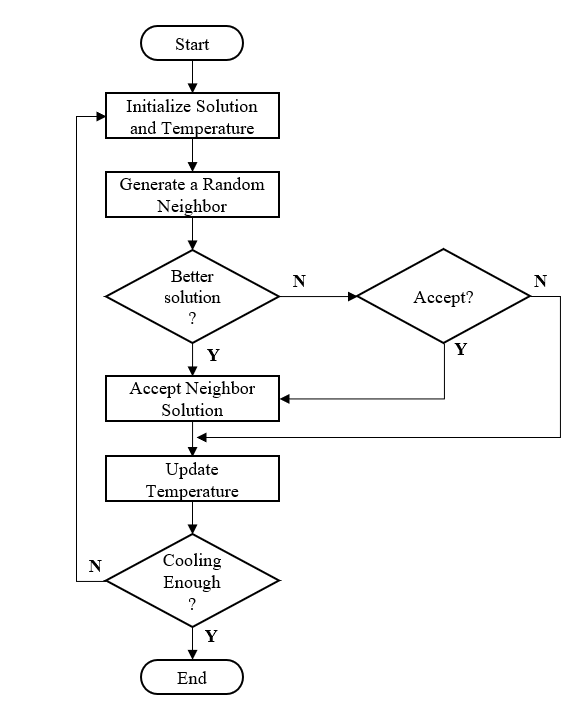 Start
Initialize Solution
and Temperature
Generate a Random
Neighbor
Better
solution
?
N
Accept?
N
Y
Y
Accept Neighbor
Solution
Update
Temperature
Cooling
Enough
?
N
Y
End